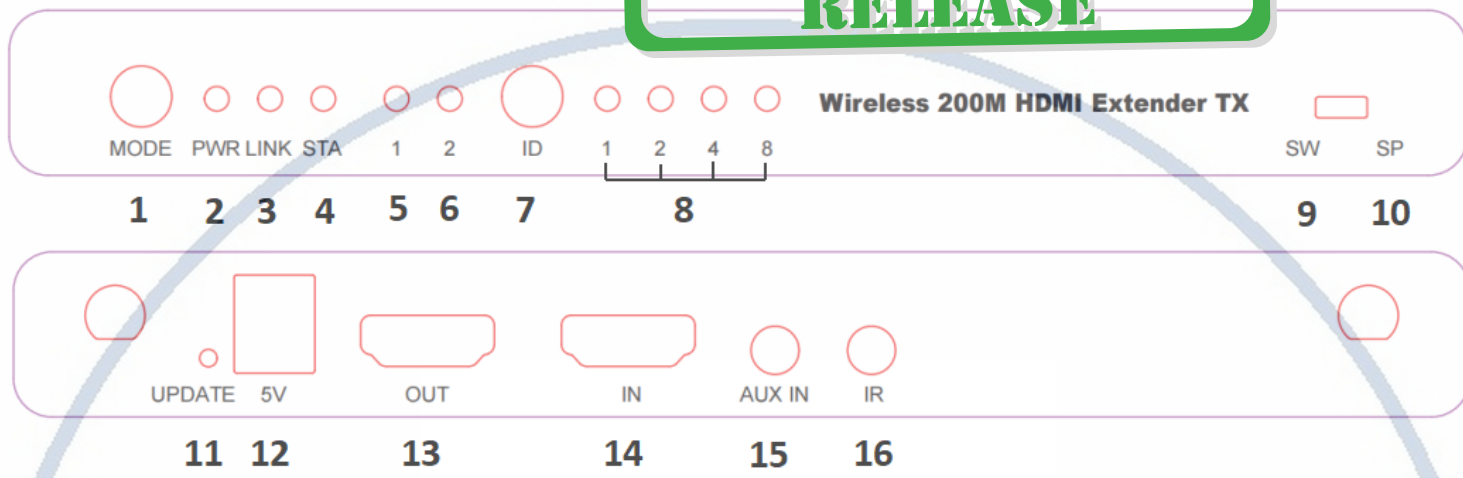 RELEASE
Wireless 200M HDMI Extender TX
MODE PWR LINK STA 1 2 ID 1 2 4 8 SW SP
1 2 3 4 5 6 7 8 9 10
UPDATE 5V OUT IN AUX IN IR
11 12 13 14 15 16